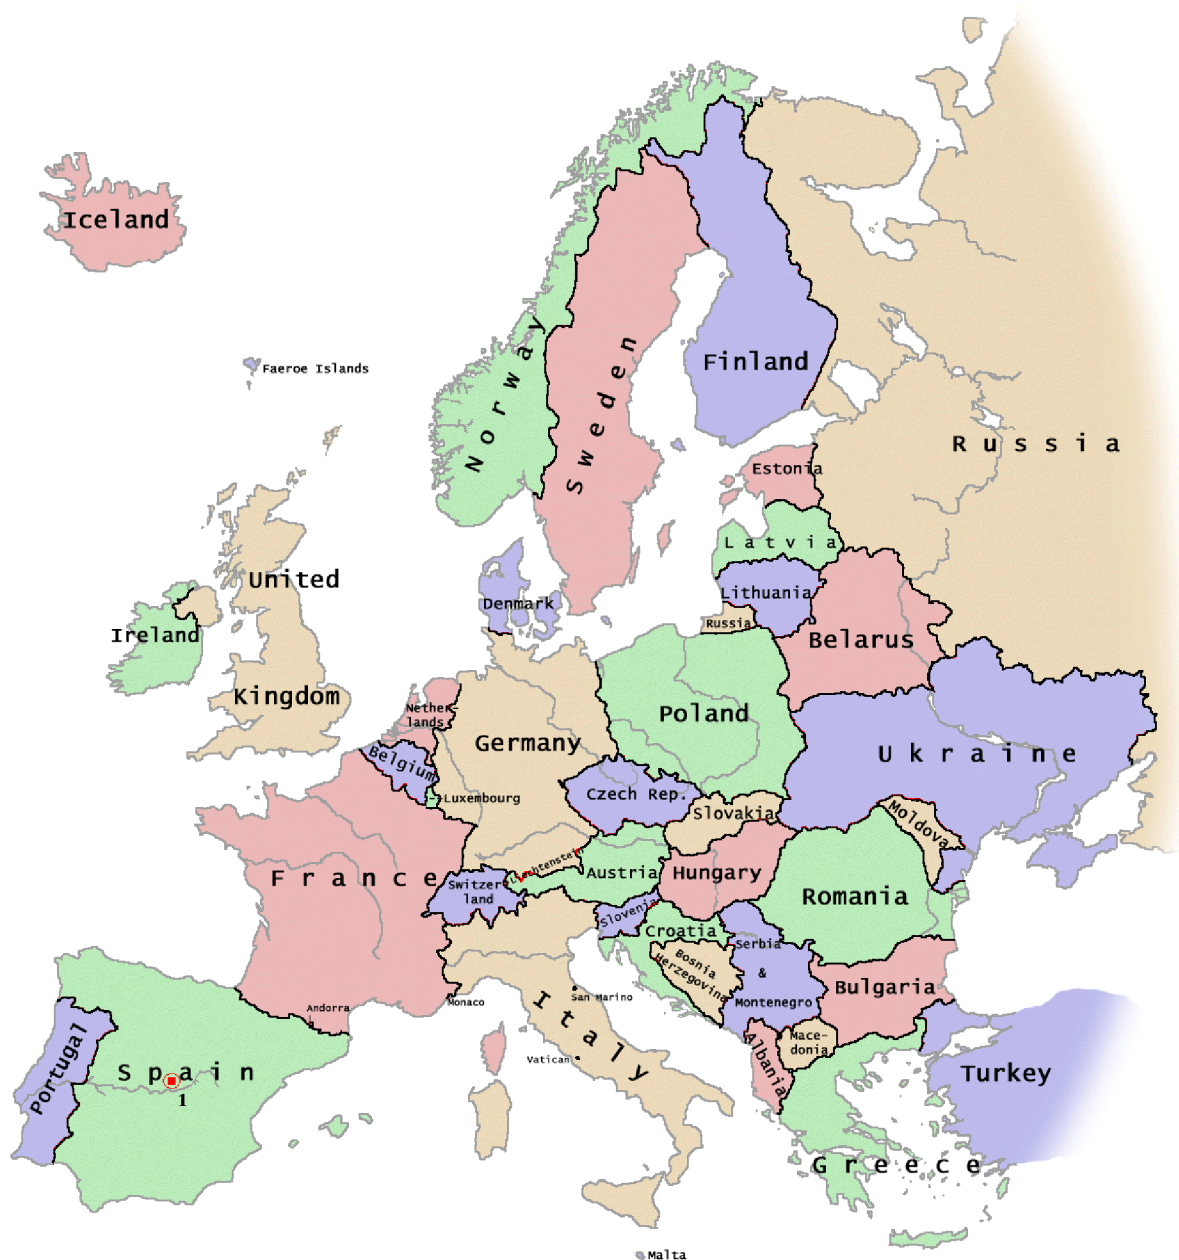 Iceland
Faeroe Islands
Norway
Sweden
Finland
Russia
Estonia
Latvia
Lithuania
Russia
Belarus
Denmark
United
Kingdom
Ireland
Nether
lands
Belgium
Luxembourg
Germany
Poland
Ukraine
Czech Rep.
Slovakia
Moldova
Liechtenstein
Austria
Hungary
Romania
France
Switzer
land
Slovenia
Croatia
Bosnia
Herzegovina
Serbia
&
Montenegro
Bulgaria
Monaco
San Marino
Italy
Vatican
Andorra
Portugal
Spain
1
Albania
Mace-
donia
Turkey
Greece
Malta